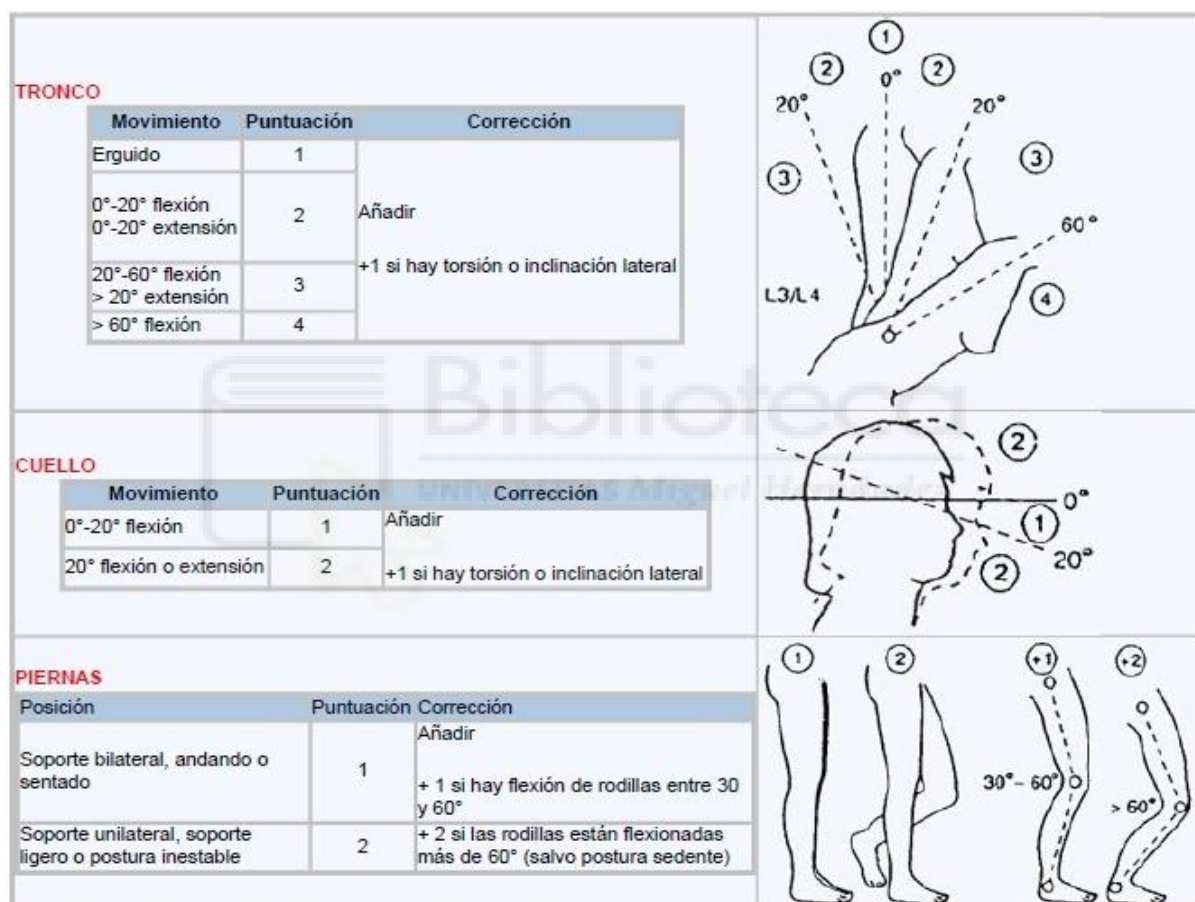 TRONCO
Movimiento Puntuación Corrección
Erguido 1
0°-20° flexión
0°-20° extensión
2
Añadir
+1 si hay torsión o inclinación lateral
20°-60° flexión
> 20° extensión
3
> 60° flexión 4
1
2 0° 2
20° 20°
3 3
60°
L3/L4
4
Biblioteca
UNIVERSITAS Miguel Hernández
CUELLO
Movimiento Puntuación Corrección
0°-20° flexión 1
20° flexión o extensión 2
Añadir
+1 si hay torsión o inclinación lateral
2
0°
1
20°
2
PIERNAS
Posición Puntuación Corrección
Soporte bilateral, andando o
sentado
1
Añadir
+ 1 si hay flexión de rodillas entre 30
y 60°
Soporte unilateral, soporte
ligero o postura inestable
2
+ 2 si las rodillas están flexionadas
más de 60° (salvo postura sedente)
1 2 +1 +2
30°-60°
> 60°